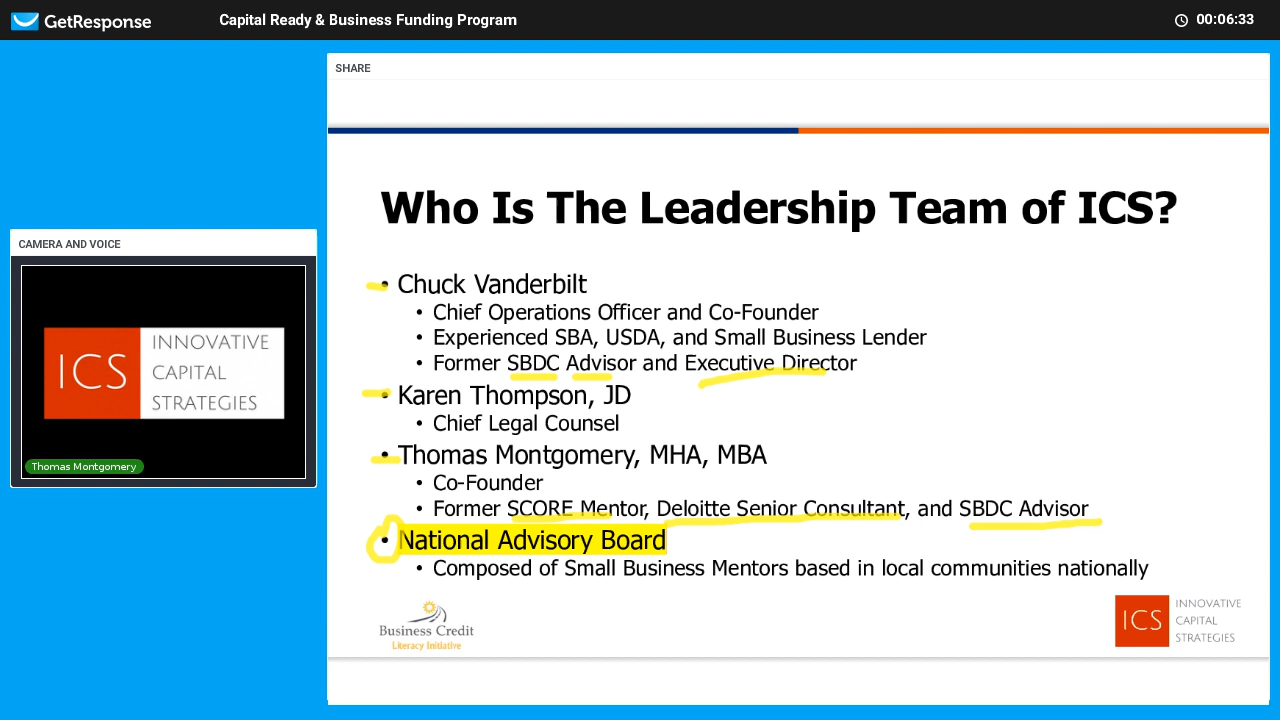 GetResponse
Capital Ready & Business Funding Program
00:06:33
SHARE
CAMERA AND VOICE
ICS
INNOVATIVE
CAPITAL
STRATEGIES
Thomas Montgomery
Who Is The Leadership Team of ICS?
• Chuck Vanderbilt
• Chief Operations Officer and Co-Founder
• Experienced SBA, USDA, and Small Business Lender
• Former SBDC Advisor and Executive Director
• Karen Thompson, JD
• Chief Legal Counsel
• Thomas Montgomery, MHA, MBA
• Co-Founder
• Former SCORE Mentor, Deloitte Senior Consultant, and SBDC Advisor
• National Advisory Board
• Composed of Small Business Mentors based in local communities nationally
Business Credit
Literacy Initiative
ICS
INNOVATIVE
CAPITAL
STRATEGIES